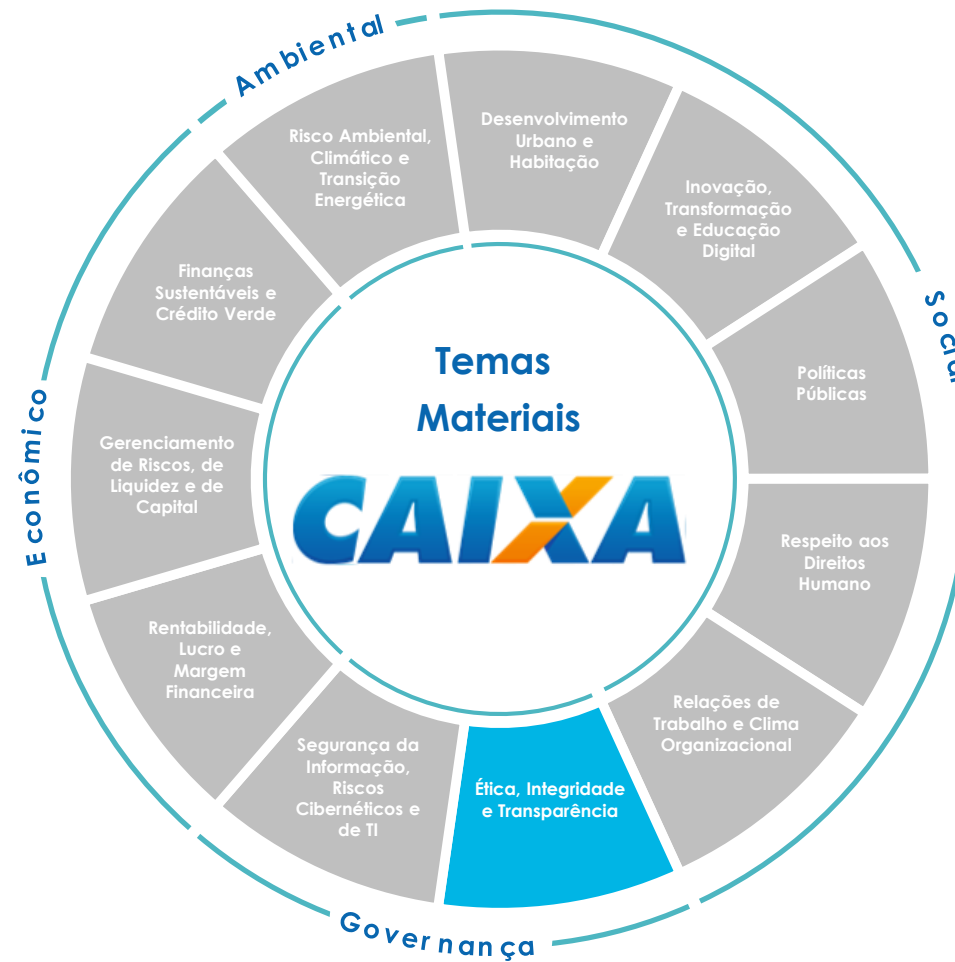 Ambiental
Desenvolvimento
Urbano e
Habitação
Inovação,
Transformação
e Educação
Digital
Social
Políticas
Públicas
Respeito aos
Direitos
Humano
Relações de
Trabalho e Clima
Organizacional
Ética, Integridade
e Transparência
Governança
Segurança da
Informação,
Riscos
Cibernéticos e
de TI
Rentabilidade,
Lucro e
Margem
Financeira
Econômico
Gerenciamento
de Riscos, de
Liquidez e de
Capital
Finanças
Sustentáveis e
Crédito Verde
Risco Ambiental,
Climático e
Transição
Energética
Temas
Materiais
CAIXA